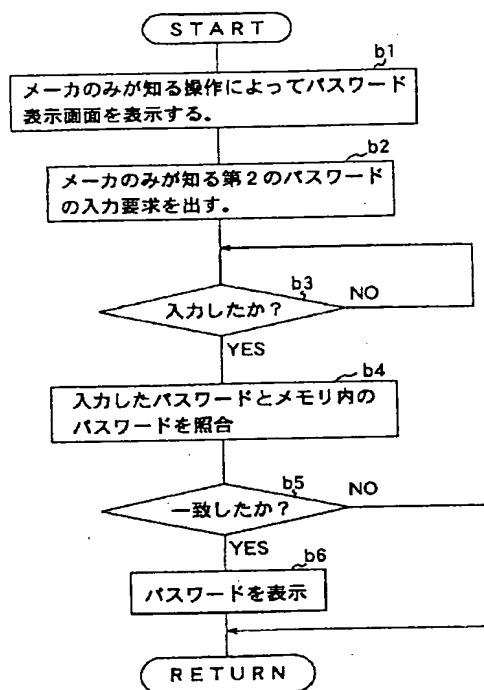 START
b1
メーカのみが知る操作によってパスワード
表示画面を表示する。
b2
メーカのみが知る第2のパスワード
の入力要求を出す。
b3
入力したか?
NO
YES
b4
入力したパスワードとメモリ内の
パスワードを照合
b5
一致したか?
NO
YES
b6
パスワードを表示
RETURN